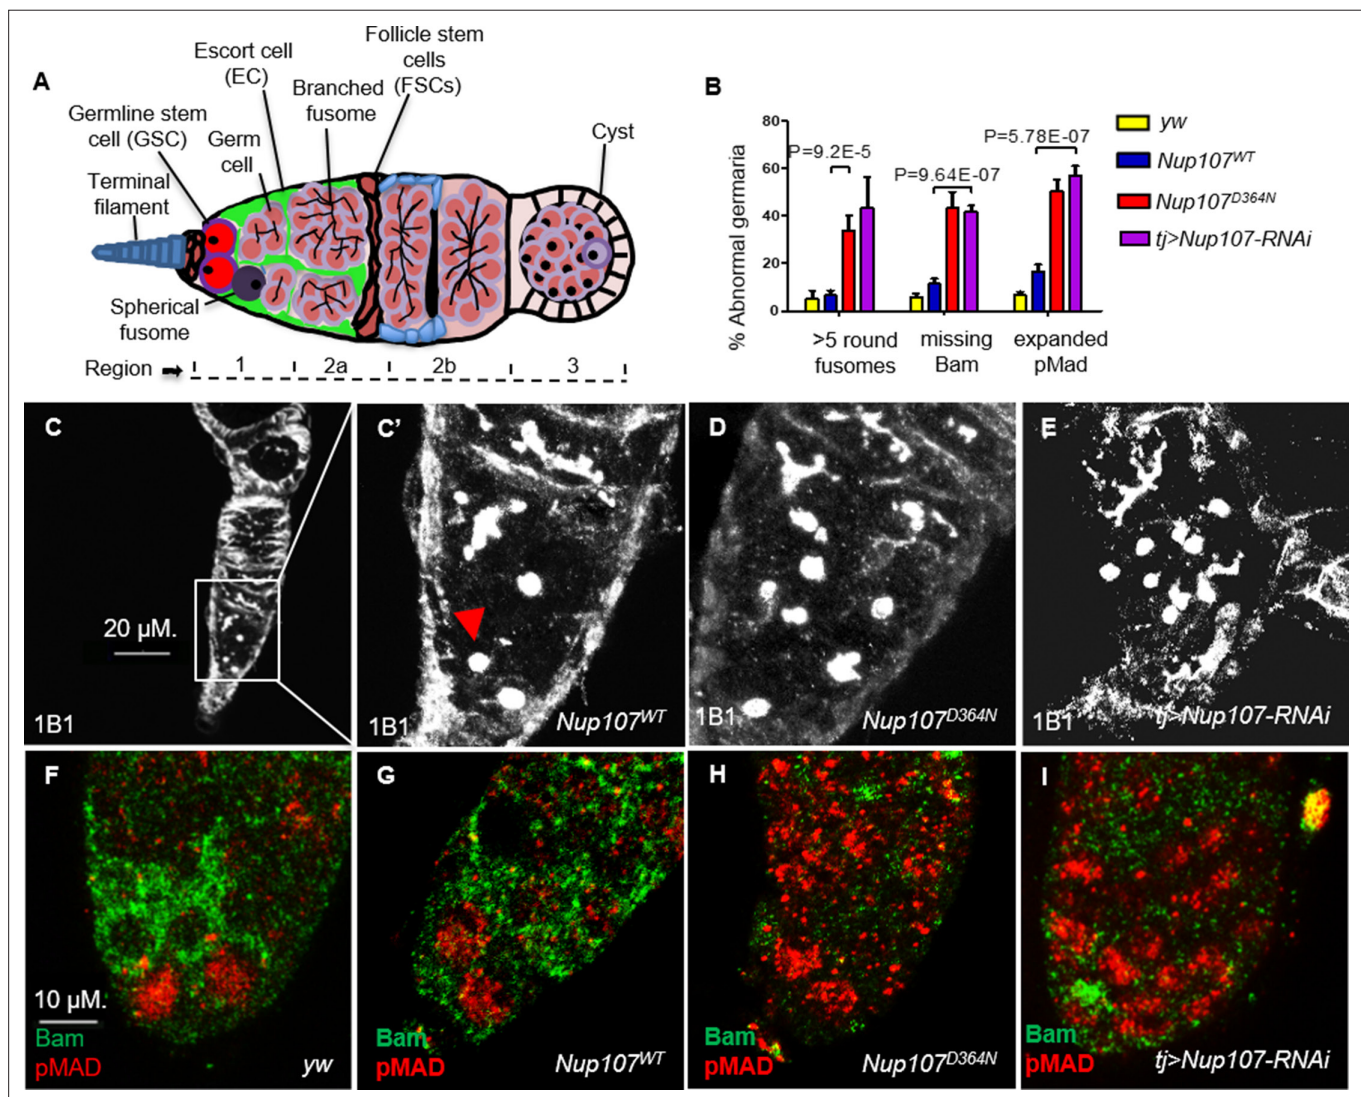 A
Germline stem
cell (GSC)
Escort cell
(EC)
Germ
cell
Branched
fusome
Follicle stem
cells
(FSCs)
Cyst
Terminal
filament
Spherical
fusome
Region
1
2a
2b
3
B
% Abnormal germaria
80
60
40
20
0
P=9.2E-5
P=9.64E-07
P=5.78E-07
>5 round
fusomes
missing
Bam
expanded
pMad
yw
Nup107WT
Nup107D364N
tj>Nup107-RNAi
C
20 µM.
1B1
C'
1B1
Nup107WT
D
1B1
Nup107D364N
E
1B1
tj>Nup107-RNAi
F
10 µM.
Bam
pMAD
yw
G
Bam
pMAD
Nup107WT
H
Bam
pMAD
Nup107D364N
I
Bam
pMAD
tj>Nup107-RNAi